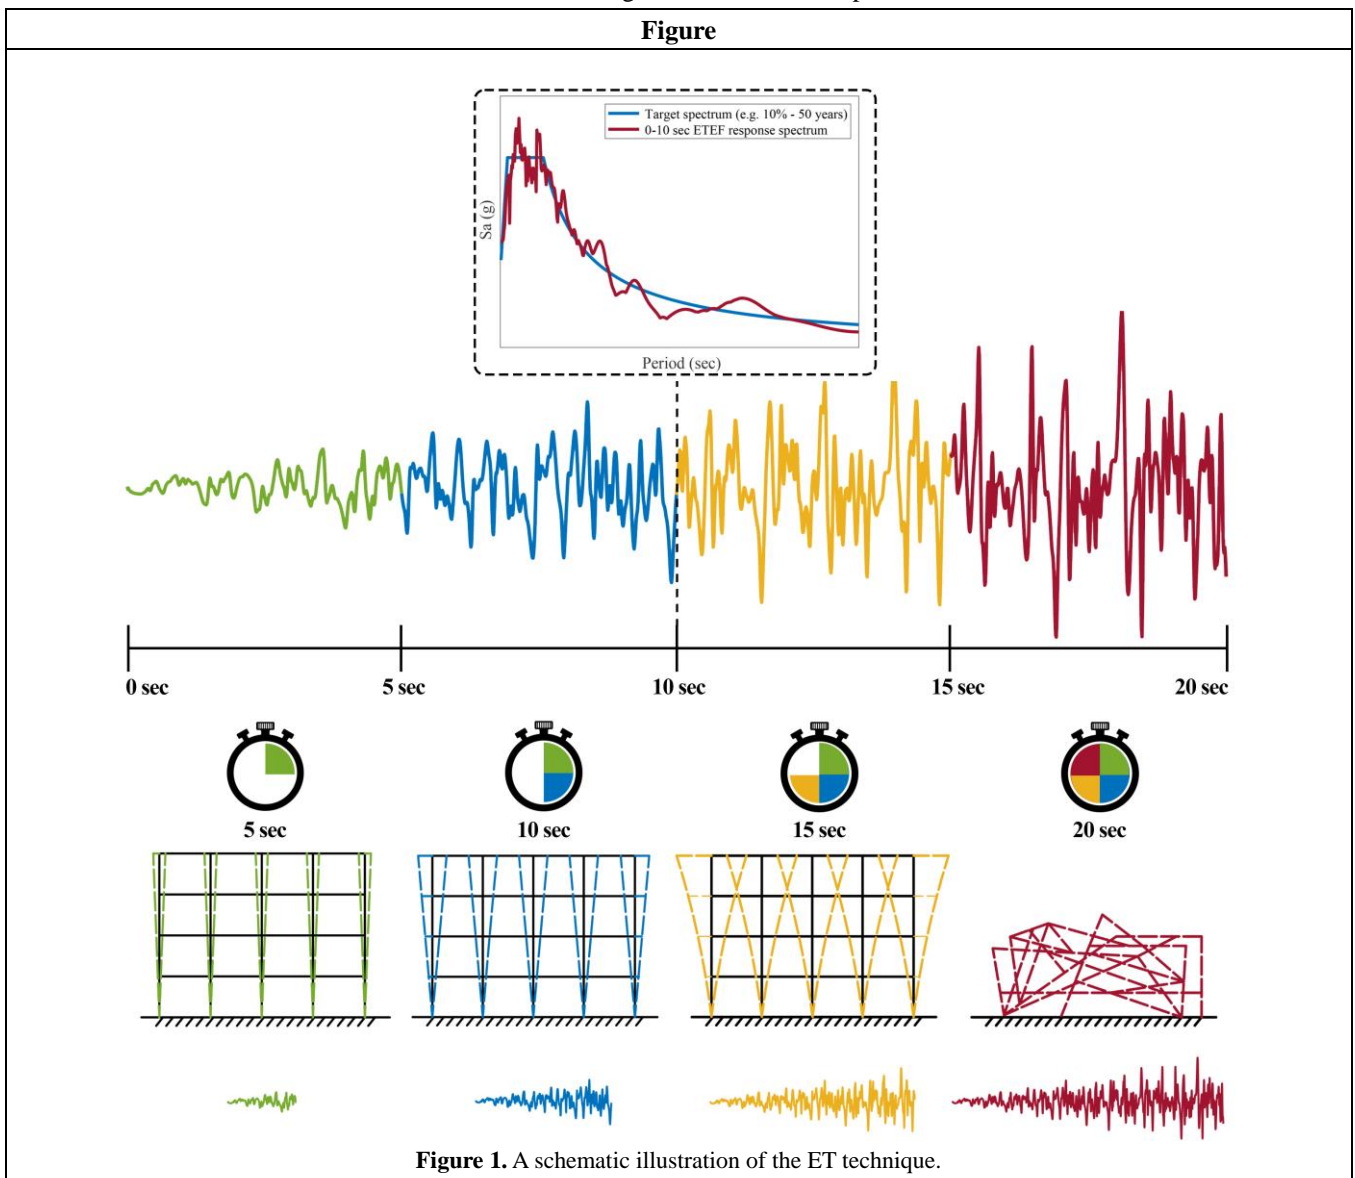 Figure
Target spectrum (e.g. 10% - 50 years)
0-10 sec ETEF response spectrum
Sa (g)
Period (sec)
0 sec
5 sec
10 sec
15 sec
20 sec
5 sec
10 sec
15 sec
20 sec
Figure 1. A schematic illustration of the ET technique.